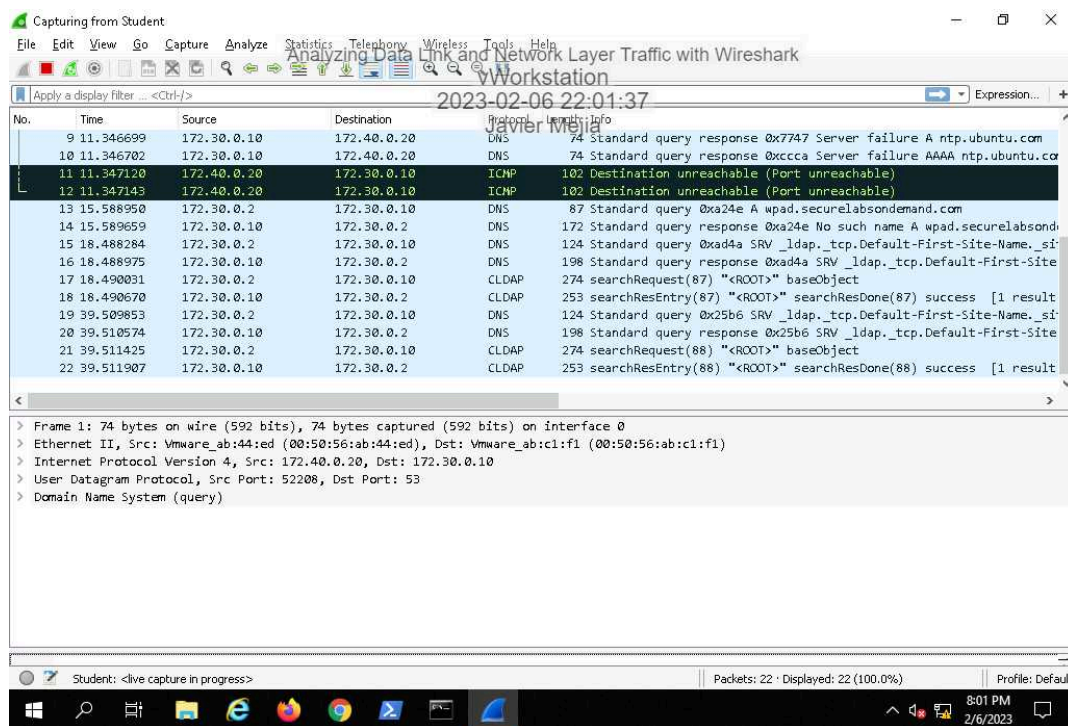 Capturing from Student
File Edit View Go Capture Analyze Statistics Telephony Wireless Tools Help
Analyzing Data Link and Network Layer Traffic with Wireshark
vWorkstation
2023-02-06 22:01:37
Javier Mejia
Apply a display filter ... <Ctrl-/> Expression... +
No. Time Source Destination Protocol Length Info
9 11.346699 172.30.0.10 172.40.0.20 DNS 74 Standard query response 0x7747 Server failure A ntp.ubuntu.com
10 11.346702 172.30.0.10 172.40.0.20 DNS 74 Standard query response 0xccca Server failure AAAA ntp.ubuntu.com
11 11.347120 172.40.0.20 172.30.0.10 ICMP 102 Destination unreachable (Port unreachable)
12 11.347143 172.40.0.20 172.30.0.10 ICMP 102 Destination unreachable (Port unreachable)
13 15.588950 172.30.0.2 172.30.0.10 DNS 87 Standard query 0xa24e A wpad.securelabsondemand.com
14 15.589659 172.30.0.10 172.30.0.2 DNS 172 Standard query response 0xa24e No such name A wpad.securelabsond
15 18.488284 172.30.0.2 172.30.0.10 DNS 124 Standard query 0xad4a SRV _ldap._tcp.Default-First-Site-Name._si
16 18.488975 172.30.0.10 172.30.0.2 DNS 198 Standard query response 0xad4a SRV _ldap._tcp.Default-First-Site
17 18.490031 172.30.0.2 172.30.0.10 CLDAP 274 searchRequest(87) "<ROOT>" baseObject
18 18.490670 172.30.0.10 172.30.0.2 CLDAP 253 searchResEntry(87) "<ROOT>" searchResDone(87) success [1 result
19 39.509853 172.30.0.2 172.30.0.10 DNS 124 Standard query 0x25b6 SRV _ldap._tcp.Default-First-Site-Name._si
20 39.510574 172.30.0.10 172.30.0.2 DNS 198 Standard query response 0x25b6 SRV _ldap._tcp.Default-First-Site
21 39.511425 172.30.0.2 172.30.0.10 CLDAP 274 searchRequest(88) "<ROOT>" baseObject
22 39.511907 172.30.0.10 172.30.0.2 CLDAP 253 searchResEntry(88) "<ROOT>" searchResDone(88) success [1 result
> Frame 1: 74 bytes on wire (592 bits), 74 bytes captured (592 bits) on interface 0
> Ethernet II, Src: Vmware_ab:44:ed (00:50:56:ab:44:ed), Dst: Vmware_ab:c1:f1 (00:50:56:ab:c1:f1)
> Internet Protocol Version 4, Src: 172.40.0.20, Dst: 172.30.0.10
> User Datagram Protocol, Src Port: 52208, Dst Port: 53
> Domain Name System (query)
Student: <live capture in progress> Packets: 22 · Displayed: 22 (100.0%) Profile: Defaul
8:01 PM
2/6/2023